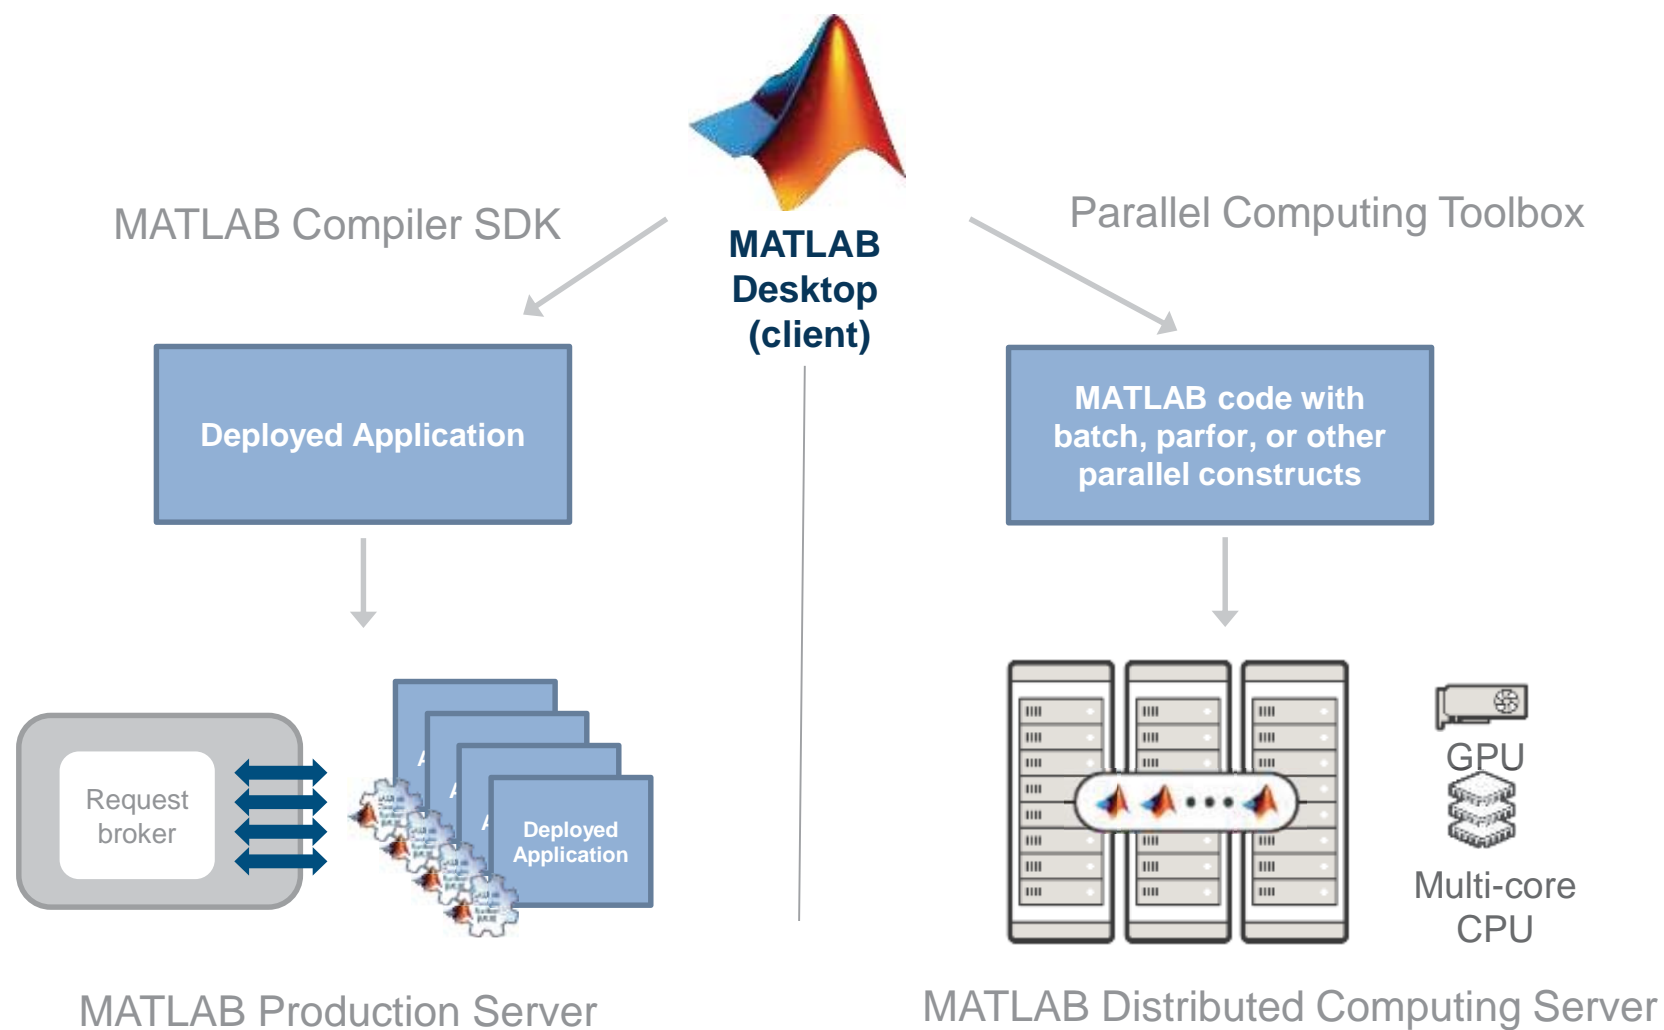 MATLAB Compiler SDK
Parallel Computing Toolbox
MATLAB
Desktop
(client)
Deployed Application
MATLAB code with
batch, parfor, or other
parallel constructs
Request
broker
Deployed
Application
GPU
Multi-core
CPU
MATLAB Production Server
MATLAB Distributed Computing Server